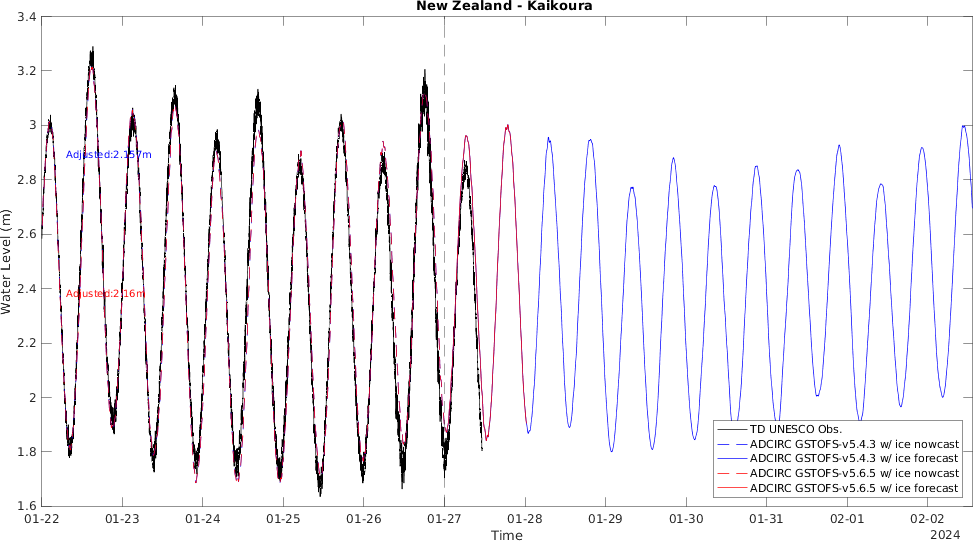 New Zealand - Kaikoura
Water Level (m)
3.4
3.2
3
2.8
2.6
2.4
2.2
2
1.8
1.6
Adjusted:2.157m
Adjusted:2.16m
TD UNESCO Obs.
ADCIRC GSTOFS-v5.4.3 w/ ice nowcast
ADCIRC GSTOFS-v5.4.3 w/ ice forecast
ADCIRC GSTOFS-v5.6.5 w/ ice nowcast
ADCIRC GSTOFS-v5.6.5 w/ ice forecast
01-22 01-23 01-24 01-25 01-26 01-27 01-28 01-29 01-30 01-31 02-01 02-02
Time
2024